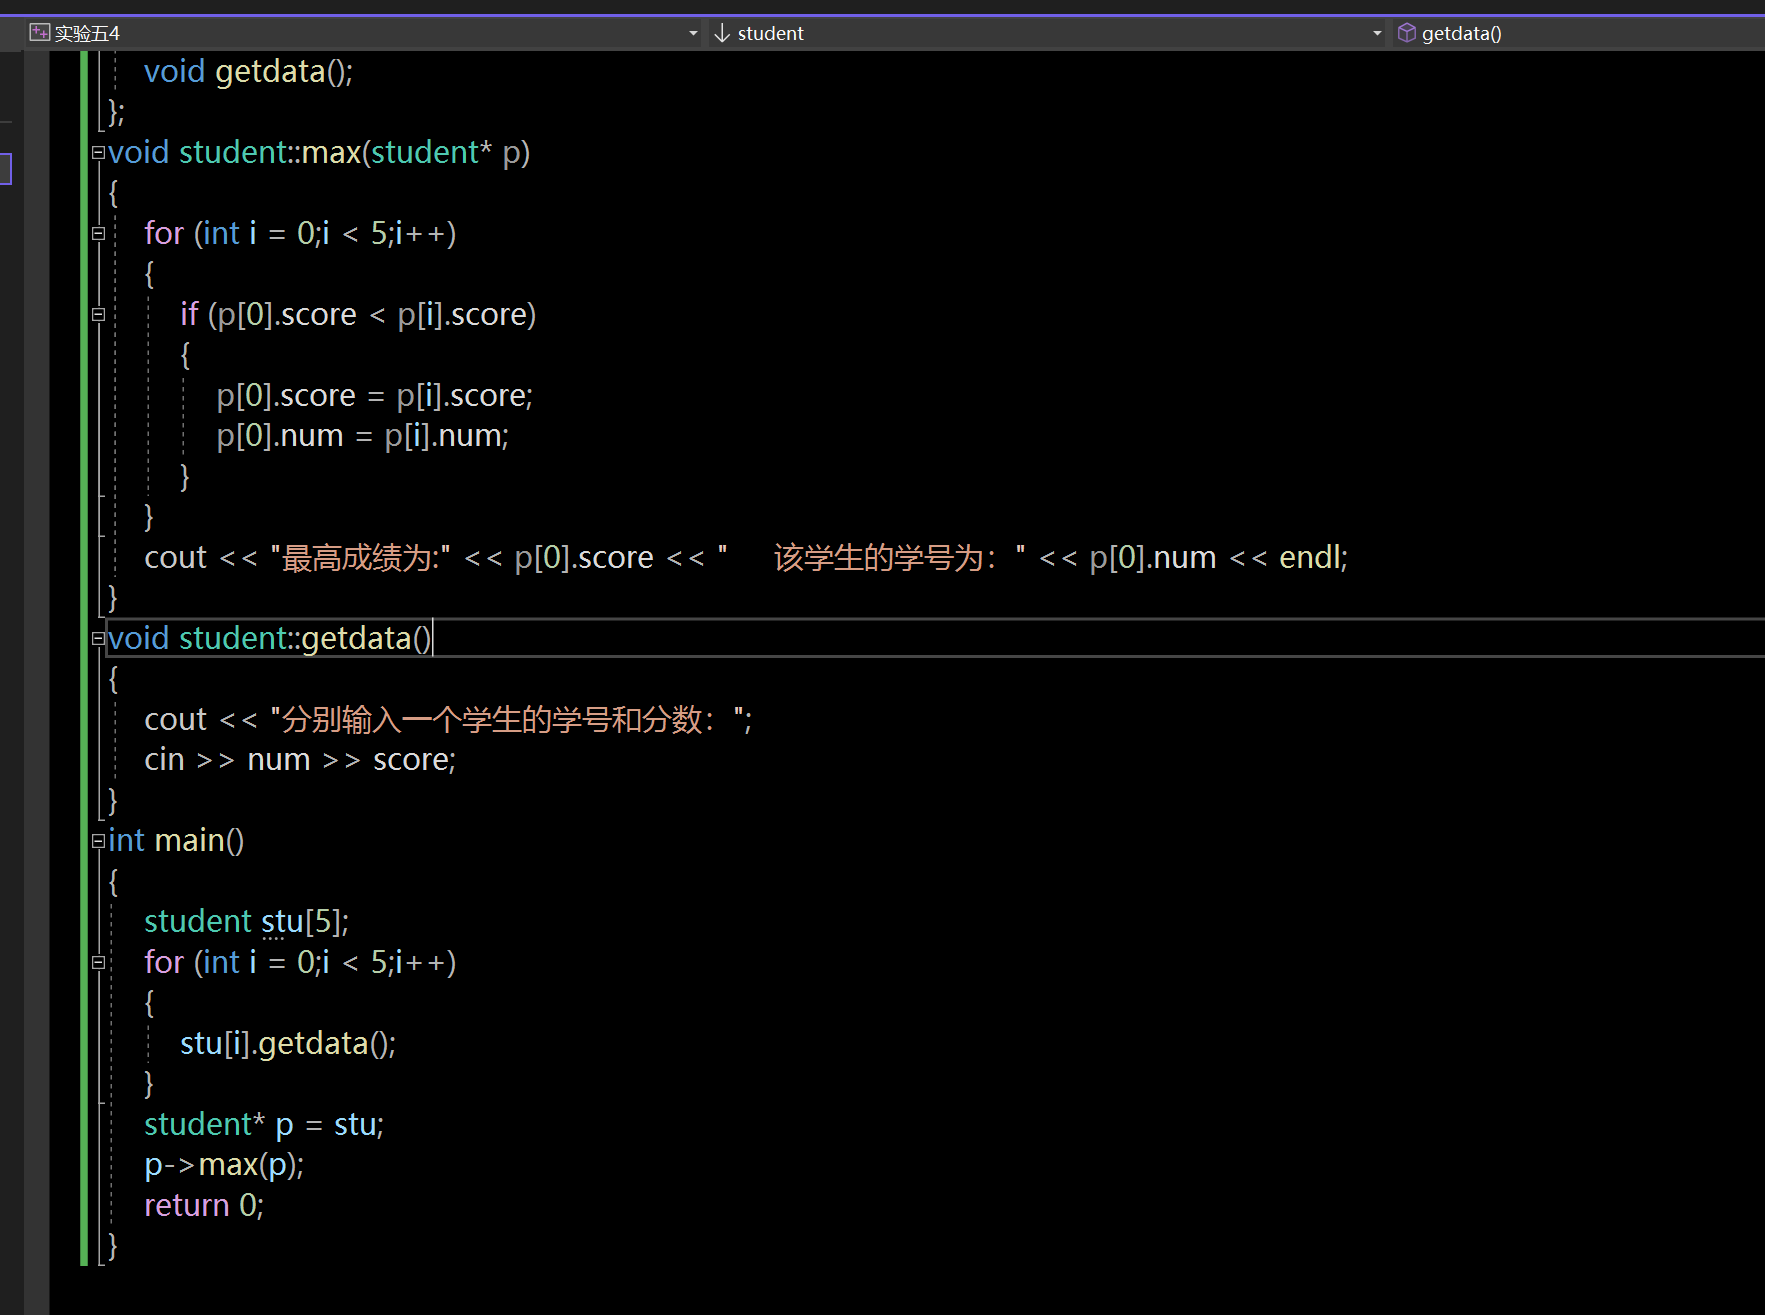 实验五4 student getdata()
void getdata();
};
void student::max(student* p)
{
for (int i = 0;i < 5;i++)
{
if (p[0].score < p[i].score)
{
p[0].score = p[i].score;
p[0].num = p[i].num;
}
}
cout << "最高成绩为:" << p[0].score << "     该学生的学号为：" << p[0].num << endl;
}
void student::getdata()
{
cout << "分别输入一个学生的学号和分数：";
cin >> num >> score;
}
int main()
{
student stu[5];
for (int i = 0;i < 5;i++)
{
stu[i].getdata();
}
student* p = stu;
p->max(p);
return 0;
}